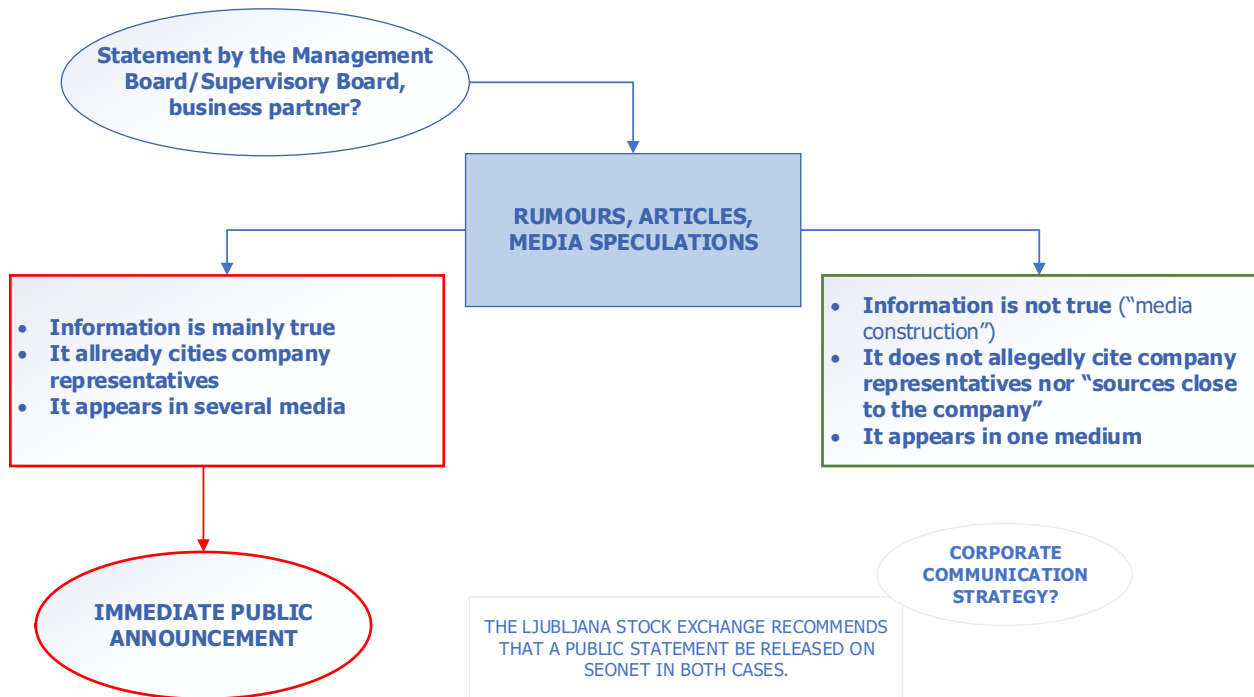 Statement by the Management
Board/Supervisory Board,
business partner?
RUMOURS, ARTICLES,
MEDIA SPECULATIONS
• Information is mainly true
• It allready cities company
representatives
• It appears in several media
• Information is not true (“media
construction”)
• It does not allegedly cite company
representatives nor “sources close
to the company”
• It appears in one medium
IMMEDIATE PUBLIC
ANNOUNCEMENT
CORPORATE
COMMUNICATION
STRATEGY?
THE LJUBLJANA STOCK EXCHANGE RECOMMENDS
THAT A PUBLIC STATEMENT BE RELEASED ON
SEONET IN BOTH CASES.